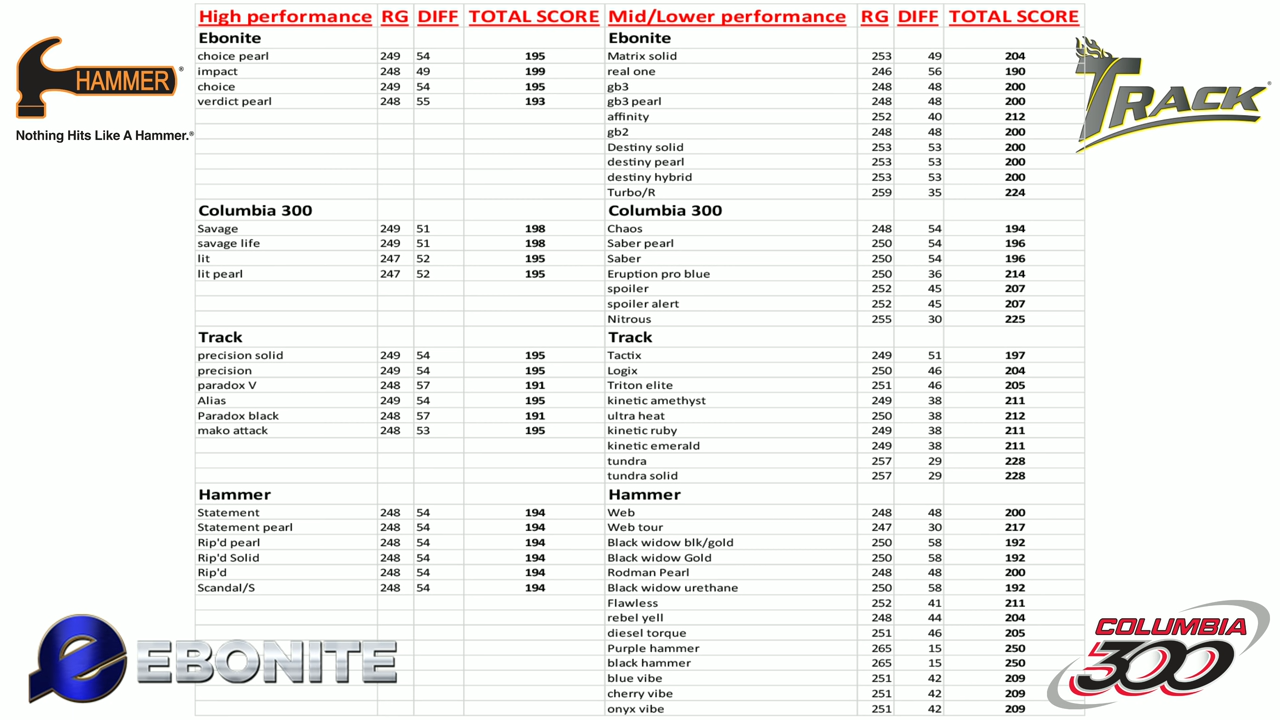 High performance RG DIFF TOTAL SCORE Mid/Lower performance RG DIFF TOTAL SCORE
Ebonite Ebonite
choice pearl 249 54 195 Matrix solid 253 49 204
impact 248 49 199 real one 246 56 190
choice 249 54 195 gb3 248 48 200
verdict pearl 248 55 193 gb3 pearl 248 48 200
affinity 252 40 212
gb2 248 48 200
Destiny solid 253 53 200
destiny pearl 253 53 200
destiny hybrid 253 53 200
Turbo/R 259 35 224
Columbia 300 Columbia 300
Savage 249 51 198 Chaos 248 54 194
savage life 249 51 198 Saber pearl 250 54 196
lit 247 52 195 Saber 250 54 196
lit pearl 247 52 195 Eruption pro blue 250 36 214
spoiler 252 45 207
spoiler alert 252 45 207
Nitrous 255 30 225
Track Track
precision solid 249 54 195 Tactix 249 51 197
precision 249 54 195 Logix 250 46 204
paradox V 248 57 191 Triton elite 251 46 205
Alias 249 54 195 kinetic amethyst 249 38 211
Paradox black 248 57 191 ultra heat 250 38 212
mako attack 248 53 195 kinetic ruby 249 38 211
kinetic emerald 249 38 211
tundra 257 29 228
tundra solid 257 29 228
Hammer Hammer
Statement 248 54 194 Web 248 48 200
Statement pearl 248 54 194 Web tour 247 30 217
Rip'd pearl 248 54 194 Black widow blk/gold 250 58 192
Rip'd Solid 248 54 194 Black widow Gold 250 58 192
Rip'd 248 54 194 Rodman Pearl 248 48 200
Scandal/S 248 54 194 Black widow urethane 250 58 192
Flawless 252 41 211
rebel yell 248 44 204
diesel torque 251 46 205
Purple hammer 265 15 250
black hammer 265 15 250
blue vibe 251 42 209
cherry vibe 251 42 209
onyx vibe 251 42 209
HAMMER®
Nothing Hits Like A Hammer.®
TRACK®
e EBONITE
COLUMBIA
300